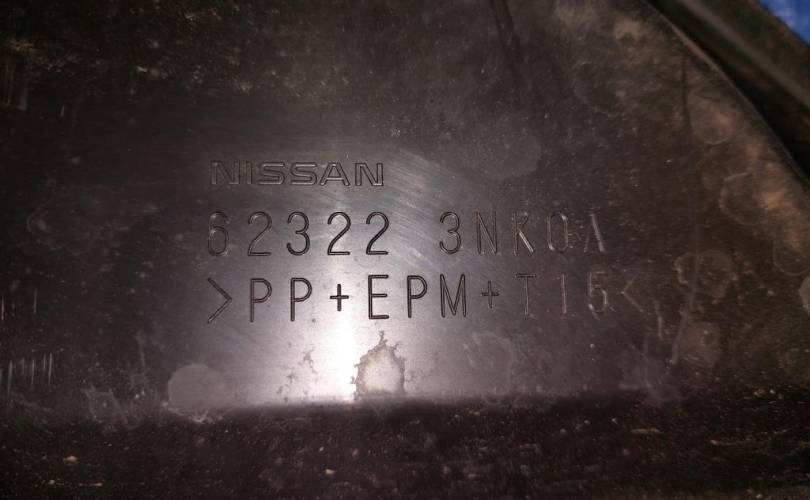 NISSAN
62322 3NK0A
>PP+EPM+T15<